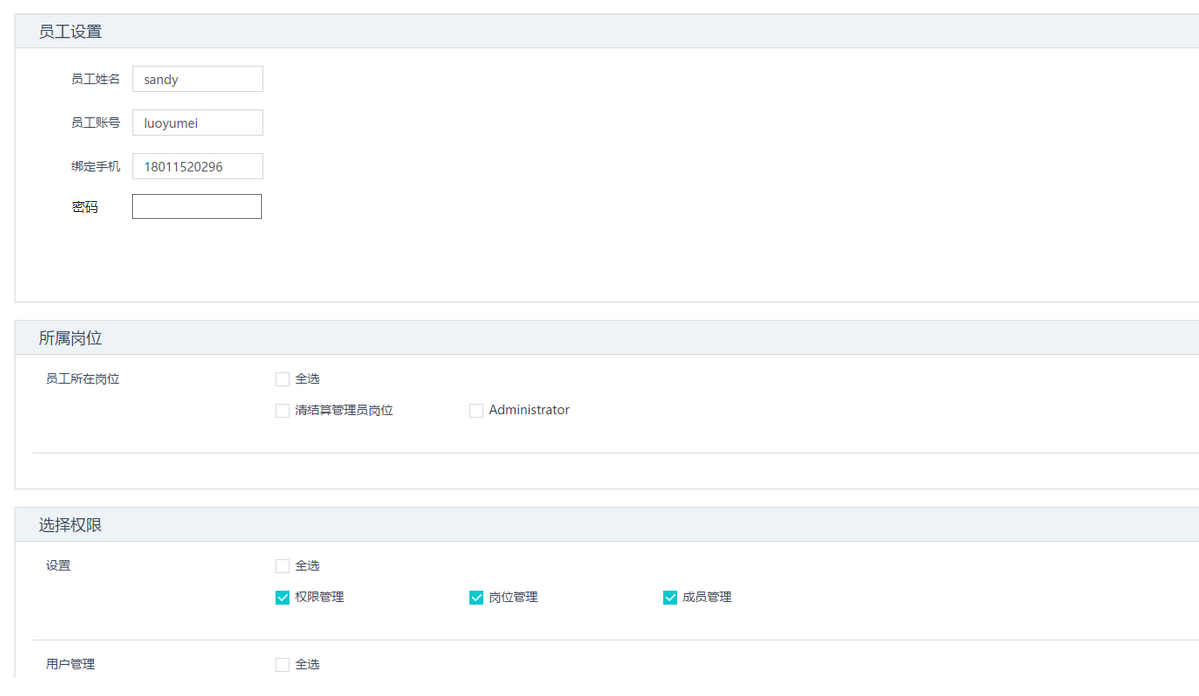 员工设置
员工姓名 sandy
员工账号 luoyumei
绑定手机 18011520296
密码
所属岗位
员工所在岗位 全选
清结算管理员岗位 Administrator
选择权限
设置 全选
权限管理 岗位管理 成员管理
用户管理 全选